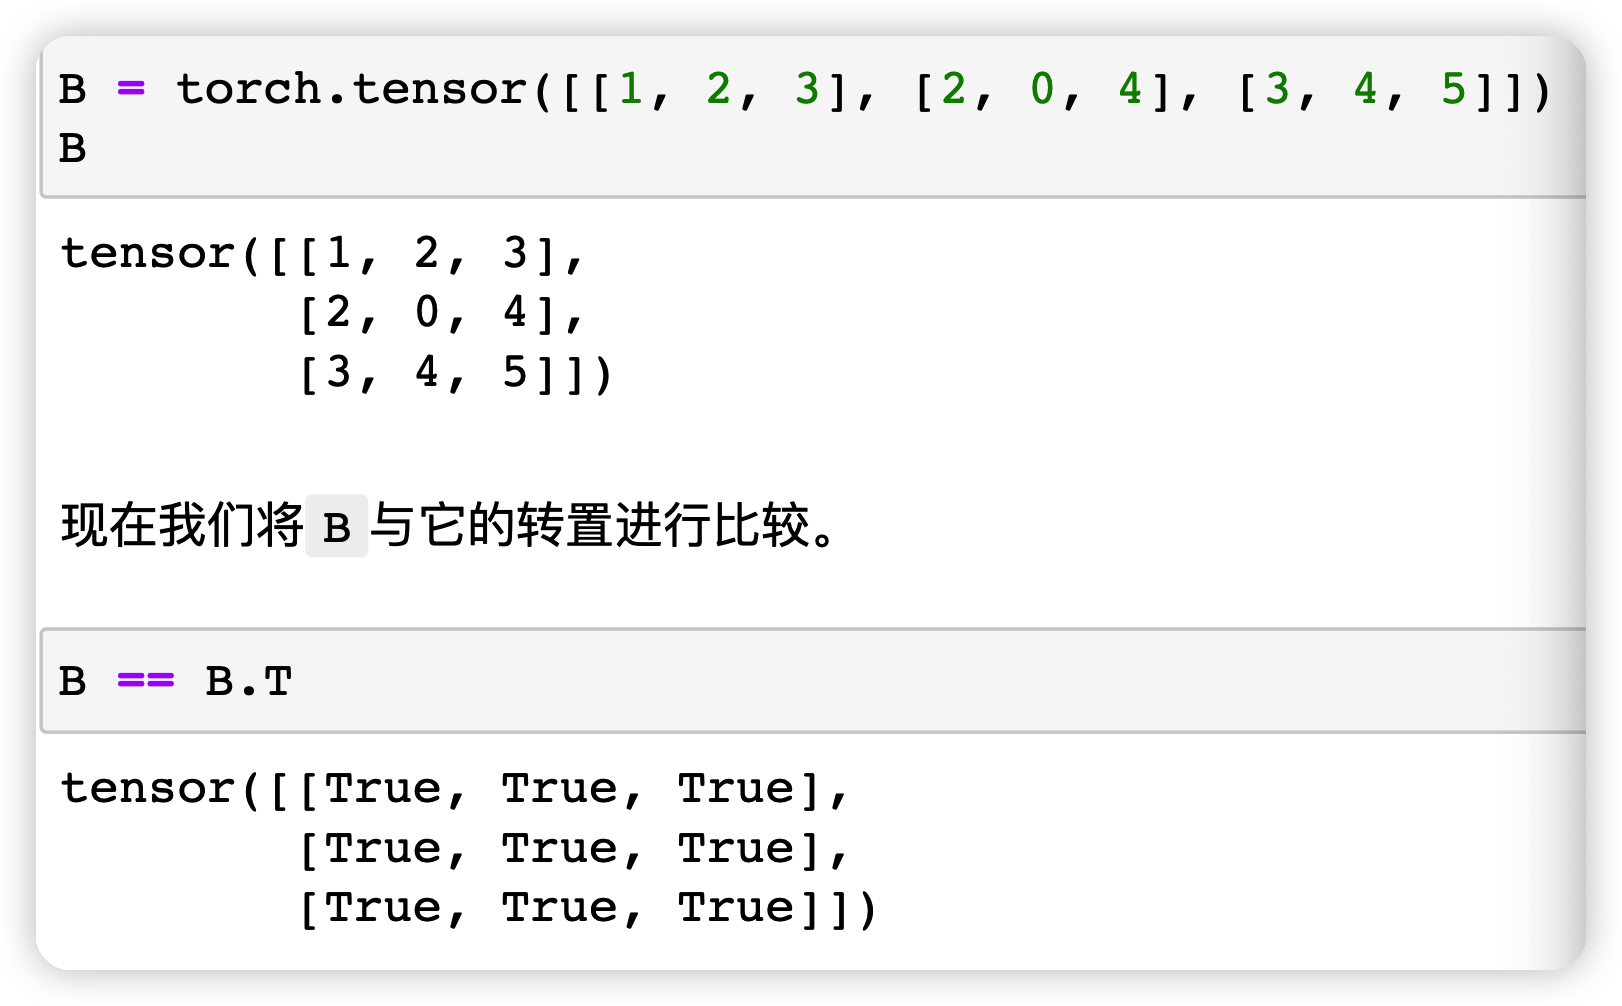 B = torch.tensor([[1, 2, 3], [2, 0, 4], [3, 4, 5]])
B
tensor([[1, 2, 3],
        [2, 0, 4],
        [3, 4, 5]])
现在我们将 B 与它的转置进行比较。
B == B.T
tensor([[True, True, True],
        [True, True, True],
        [True, True, True]])